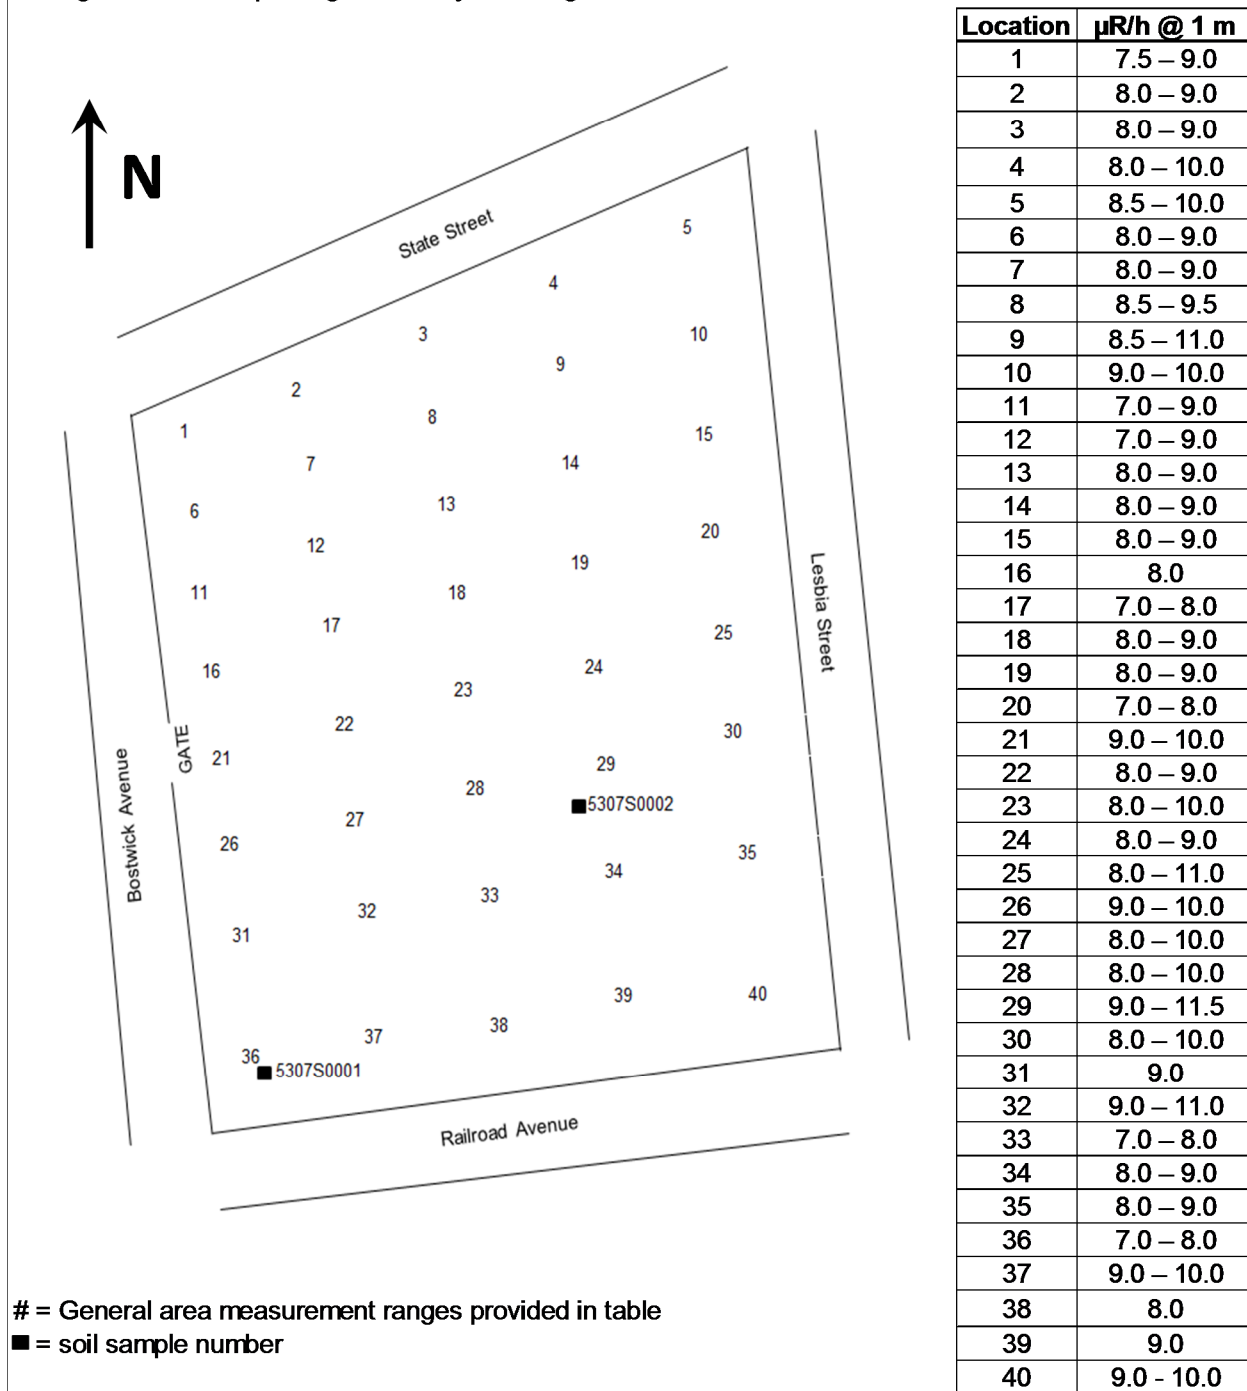 N
State Street
5
4
3
10
9
2
8
1
15
7
14
6
13
20
12
19
11
18
17
25
16
24
23
22
30
21
GATE
29
28
5307S0002
27
26
35
34
33
32
31
39
40
38
37
36
5307S0001
Bostwick Avenue
Lesbia Street
Railroad Avenue
# = General area measurement ranges provided in table
■ = soil sample number
Location µR/h @ 1 m
1 7.5 – 9.0
2 8.0 – 9.0
3 8.0 – 9.0
4 8.0 – 10.0
5 8.5 – 10.0
6 8.0 – 9.0
7 8.0 – 9.0
8 8.5 – 9.5
9 8.5 – 11.0
10 9.0 – 10.0
11 7.0 – 9.0
12 7.0 – 9.0
13 8.0 – 9.0
14 8.0 – 9.0
15 8.0 – 9.0
16 8.0
17 7.0 – 8.0
18 8.0 – 9.0
19 8.0 – 9.0
20 7.0 – 8.0
21 9.0 – 10.0
22 8.0 – 9.0
23 8.0 – 10.0
24 8.0 – 9.0
25 8.0 – 11.0
26 9.0 – 10.0
27 8.0 – 10.0
28 8.0 – 10.0
29 9.0 – 11.5
30 8.0 – 10.0
31 9.0
32 9.0 – 11.0
33 7.0 – 8.0
34 8.0 – 9.0
35 8.0 – 9.0
36 7.0 – 8.0
37 9.0 – 10.0
38 8.0
39 9.0
40 9.0 - 10.0